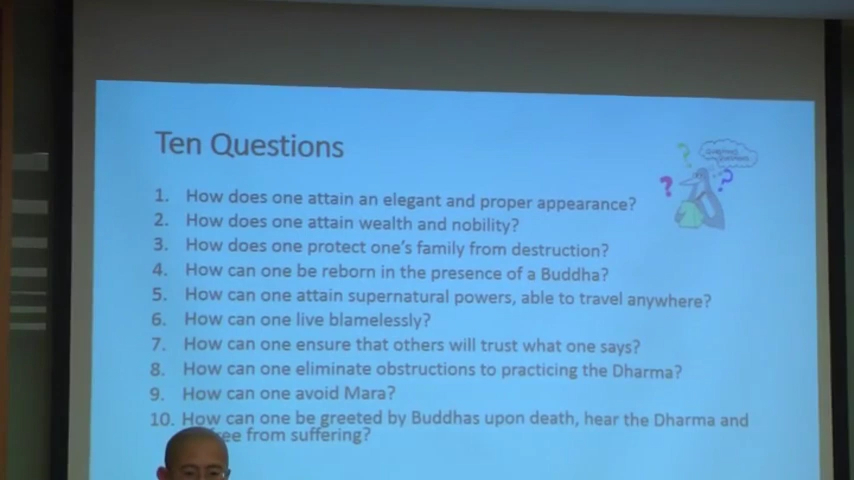 Ten Questions
1. How does one attain an elegant and proper appearance?
2. How does one attain wealth and nobility?
3. How does one protect one's family from destruction?
4. How can one be reborn in the presence of a Buddha?
5. How can one attain supernatural powers, able to travel anywhere?
6. How can one live blamelessly?
7. How can one ensure that others will trust what one says?
8. How can one eliminate obstructions to practicing the Dharma?
9. How can one avoid Mara?
10. How can one be greeted by Buddhas upon death, hear the Dharma and
free from suffering?